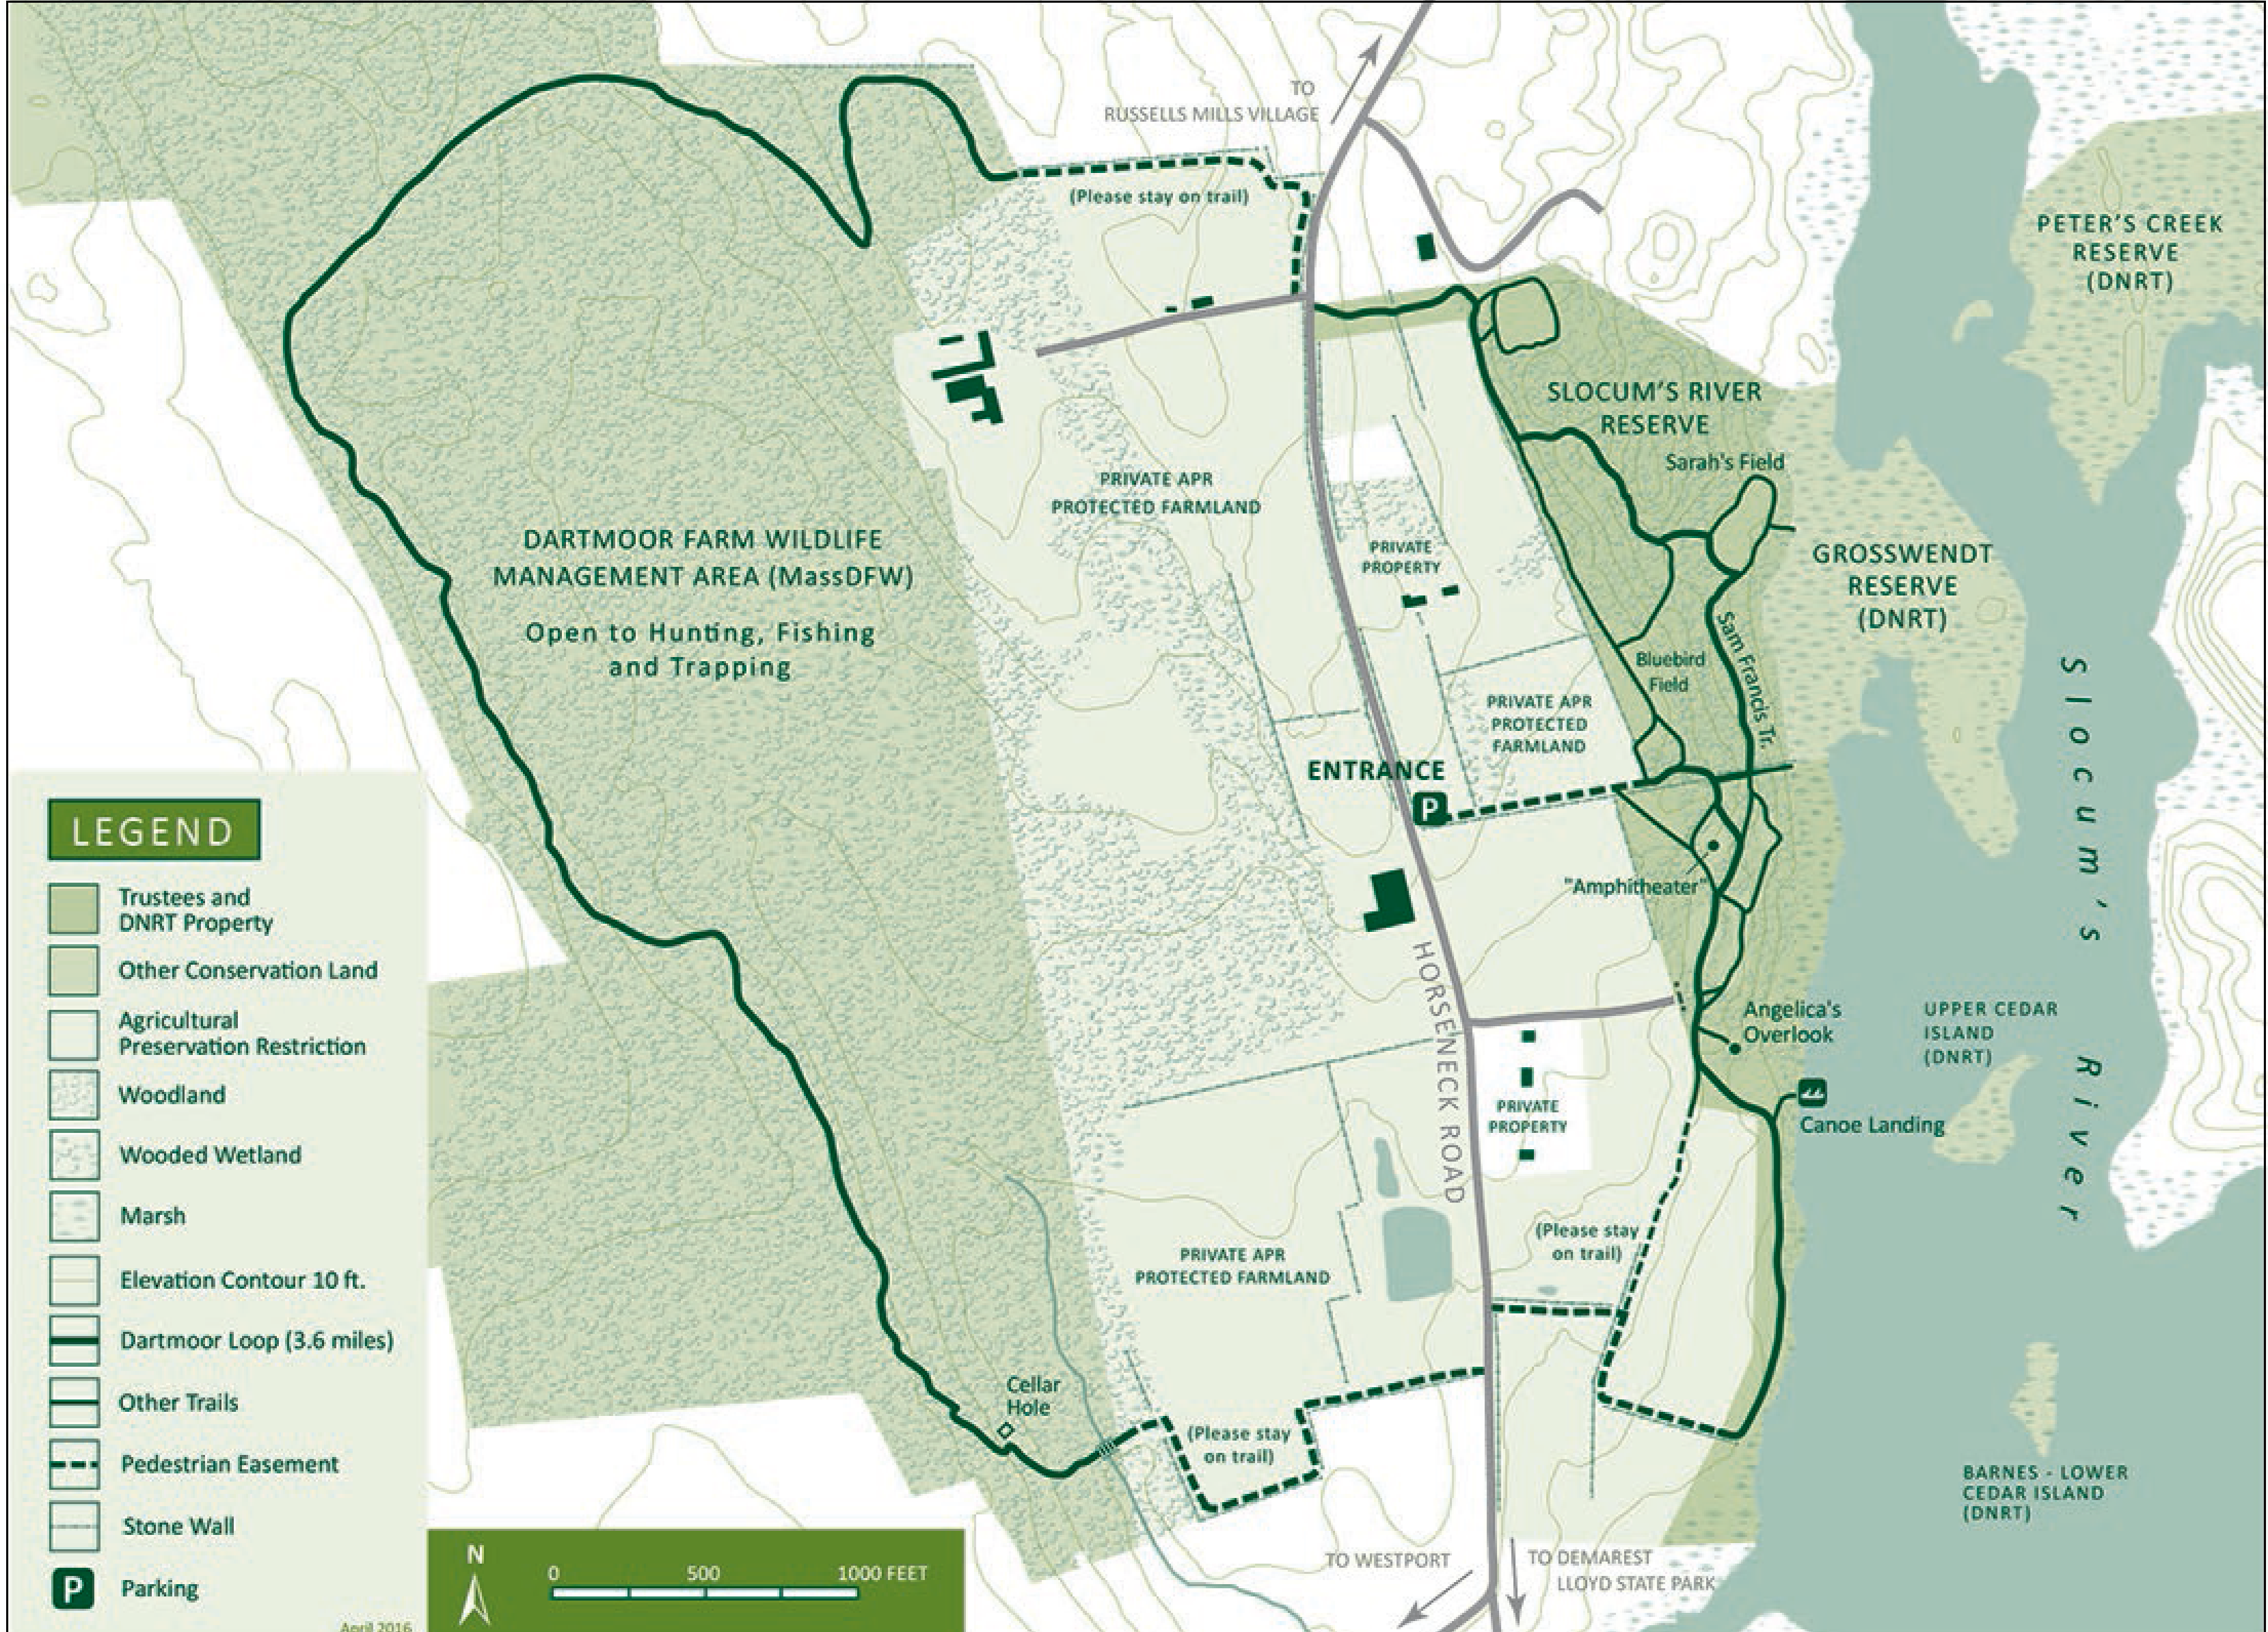 TO
RUSSELLS MILLS VILLAGE
(Please stay on trail)
PETER'S CREEK
RESERVE
(DNRT)
SLOCUM'S RIVER
RESERVE
Sarah's Field
PRIVATE APR
PROTECTED FARMLAND
DARTMOOR FARM WILDLIFE
MANAGEMENT AREA (MassDFW)
Open to Hunting, Fishing
and Trapping
PRIVATE
PROPERTY
GROSSWENDT
RESERVE
(DNRT)
Sam Francis Tr.
Bluebird
Field
PRIVATE APR
PROTECTED
FARMLAND
Slocum's River
ENTRANCE
P
"Amphitheater"
HORSENECK ROAD
Angelica's
Overlook
UPPER CEDAR
ISLAND
(DNRT)
Canoe Landing
PRIVATE
PROPERTY
(Please stay
on trail)
PRIVATE APR
PROTECTED FARMLAND
Cellar
Hole
(Please stay
on trail)
BARNES - LOWER
CEDAR ISLAND
(DNRT)
TO WESTPORT
TO DEMAREST
LLOYD STATE PARK
LEGEND
Trustees and
DNRT Property
Other Conservation Land
Agricultural
Preservation Restriction
Woodland
Wooded Wetland
Marsh
Elevation Contour 10 ft.
Dartmoor Loop (3.6 miles)
Other Trails
Pedestrian Easement
Stone Wall
P Parking
April 2016
N
0 500 1000 FEET